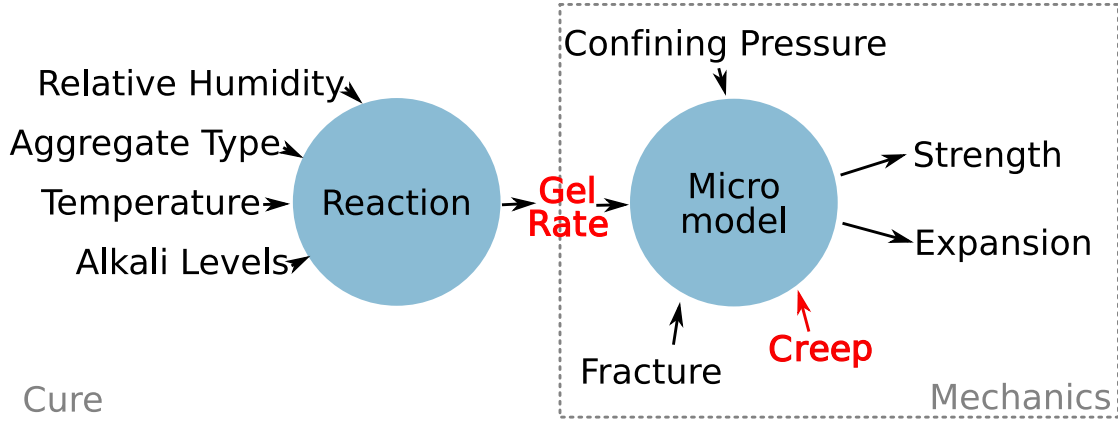 Confining Pressure
Relative Humidity
Aggregate Type
Temperature
Alkali Levels
Reaction
Gel
Rate
Micro
model
Strength
Expansion
Fracture
Creep
Cure
Mechanics